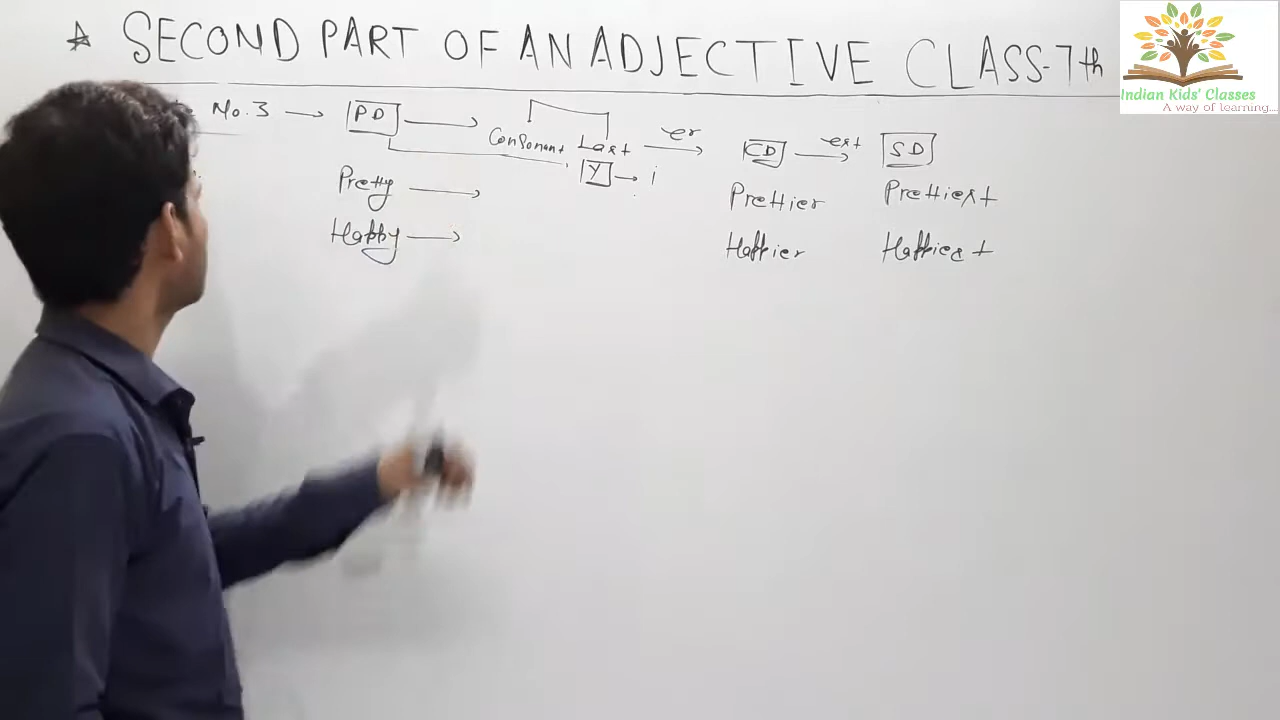 ☆ SECOND PART OF AN ADJECTIVE CLASS-7th
No. 3 → PD → Consonant Last er → CD est → SD
Y → i
Pretty → Prettier Prettiest
Happy → Happier Happiest
Indian Kids' Classes
A way of learning...